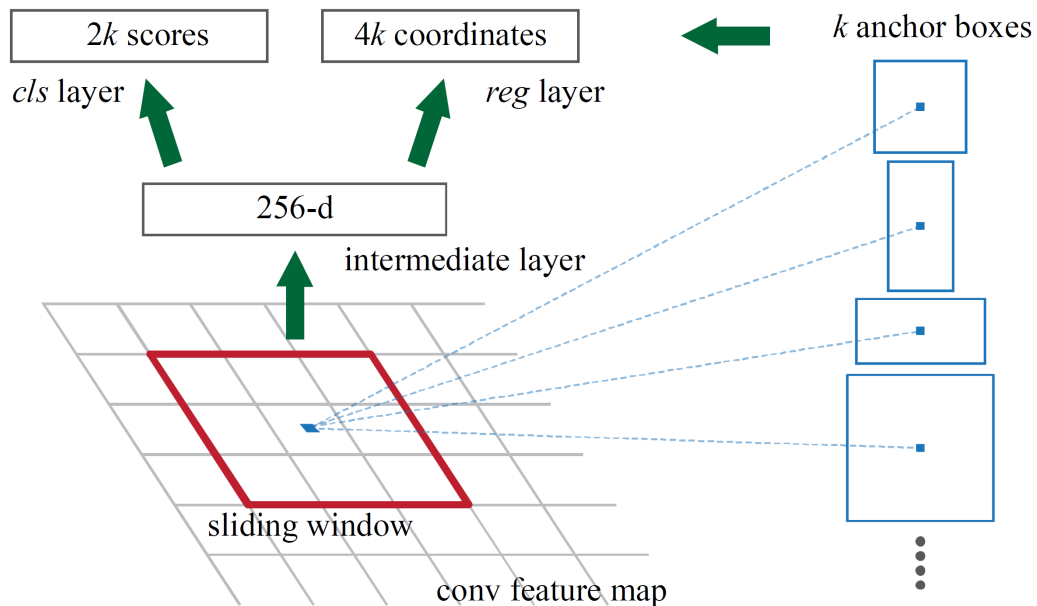 2k scores
4k coordinates
k anchor boxes
cls layer
reg layer
256-d
intermediate layer
sliding window
conv feature map